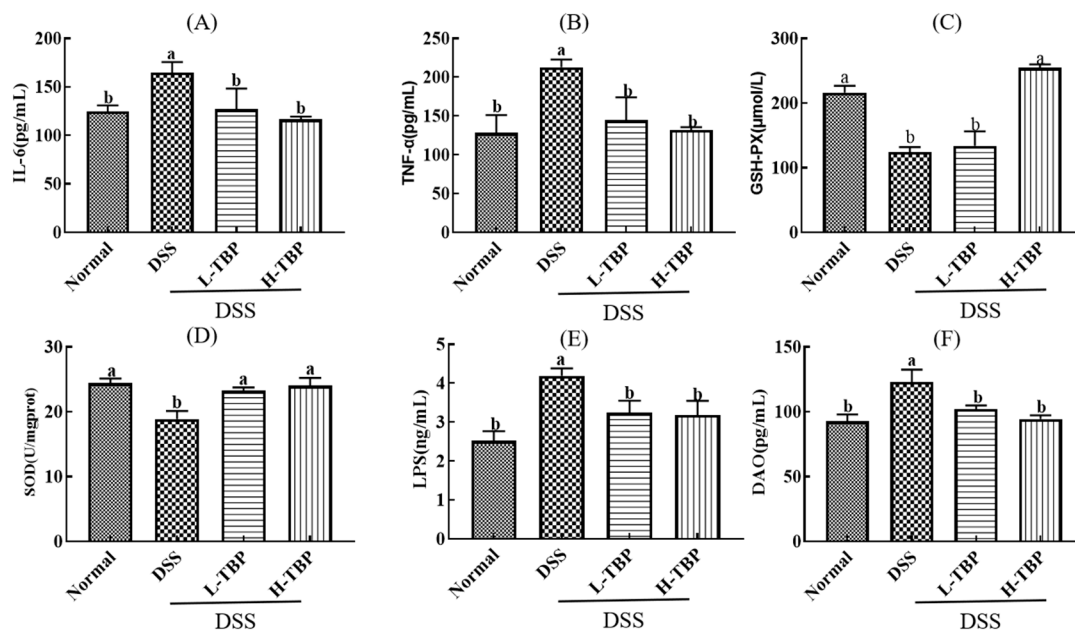 (A)
IL-6(pg/mL)
200
150
100
50
0
a
b
b
b
Normal
DSS
L-TBP
H-TBP
DSS
(B)
TNF-α(pg/mL)
250
200
150
100
50
0
b
a
b
b
Normal
DSS
L-TBP
H-TBP
DSS
(C)
GSH-PX(μmol/L)
300
200
100
0
a
b
b
a
Normal
DSS
L-TBP
H-TBP
DSS
(D)
SOD(U/mgprot)
30
20
10
0
a
b
a
a
Normal
DSS
L-TBP
H-TBP
DSS
(E)
LPS(ng/mL)
5
4
3
2
1
0
b
a
b
b
Normal
DSS
L-TBP
H-TBP
DSS
(F)
DAO(pg/mL)
150
100
50
0
b
a
b
b
Normal
DSS
L-TBP
H-TBP
DSS